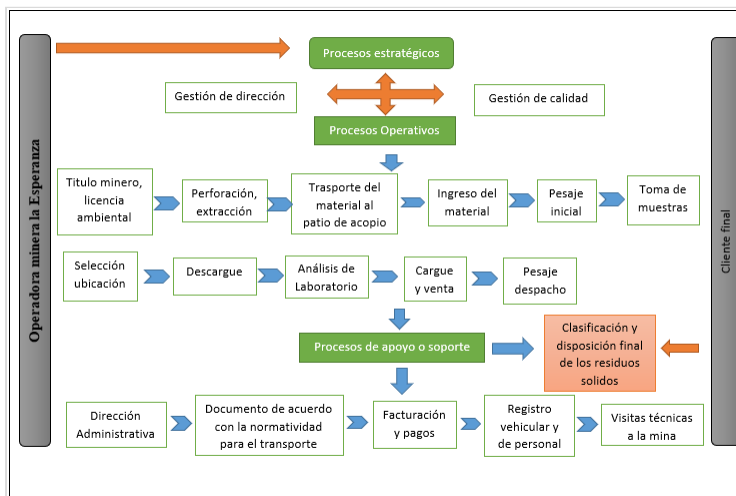 Operadora minera la Esperanza
Procesos estratégicos
Gestión de dirección
Gestión de calidad
Procesos Operativos
Titulo minero,
licencia
ambiental
Perforación,
extracción
Trasporte del
material al
patio de acopio
Ingreso del
material
Pesaje
inicial
Toma de
muestras
Selección
ubicación
Descargue
Análisis de
Laboratorio
Cargue
y venta
Pesaje
despacho
Procesos de apoyo o soporte
Clasificación y
disposición final
de los residuos
solidos
Dirección
Administrativa
Documento de acuerdo
con la normatividad
para el transporte
Facturación
y pagos
Registro
vehicular y
de personal
Visitas técnicas
a la mina
Cliente final